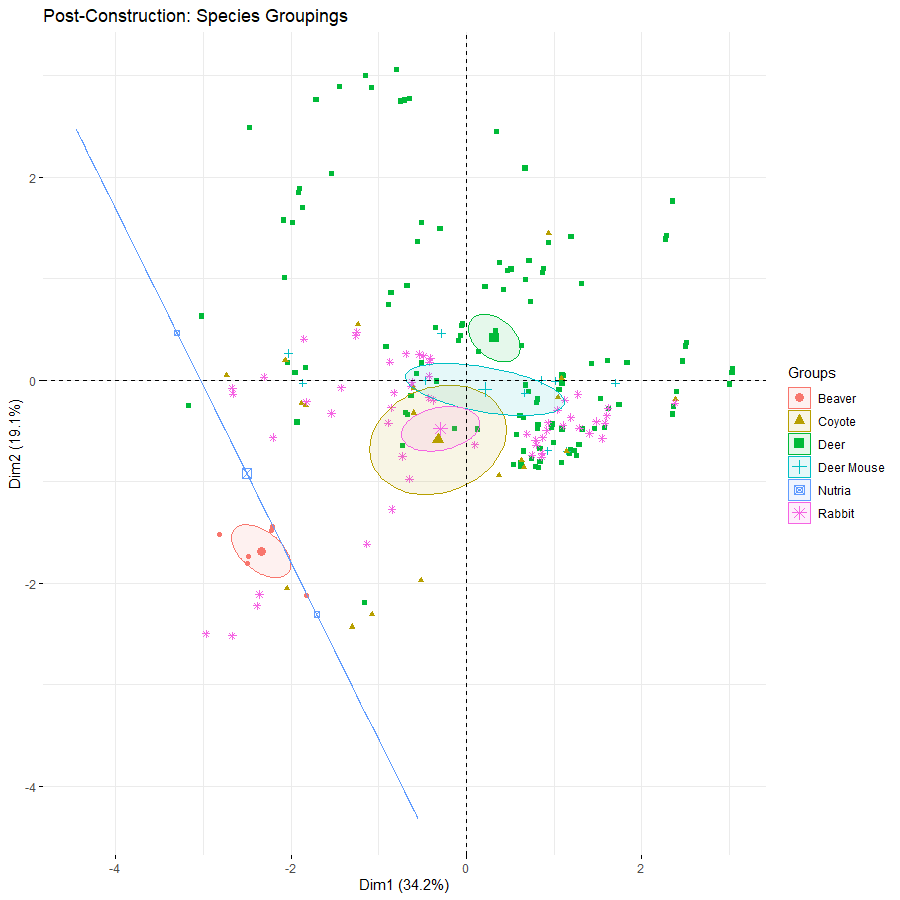 Post-Construction: Species Groupings
2
0
-2
-4
Dim2 (19.1%)
-4
-2
0
2
Dim1 (34.2%)
Groups
Beaver
Coyote
Deer
Deer Mouse
Nutria
Rabbit